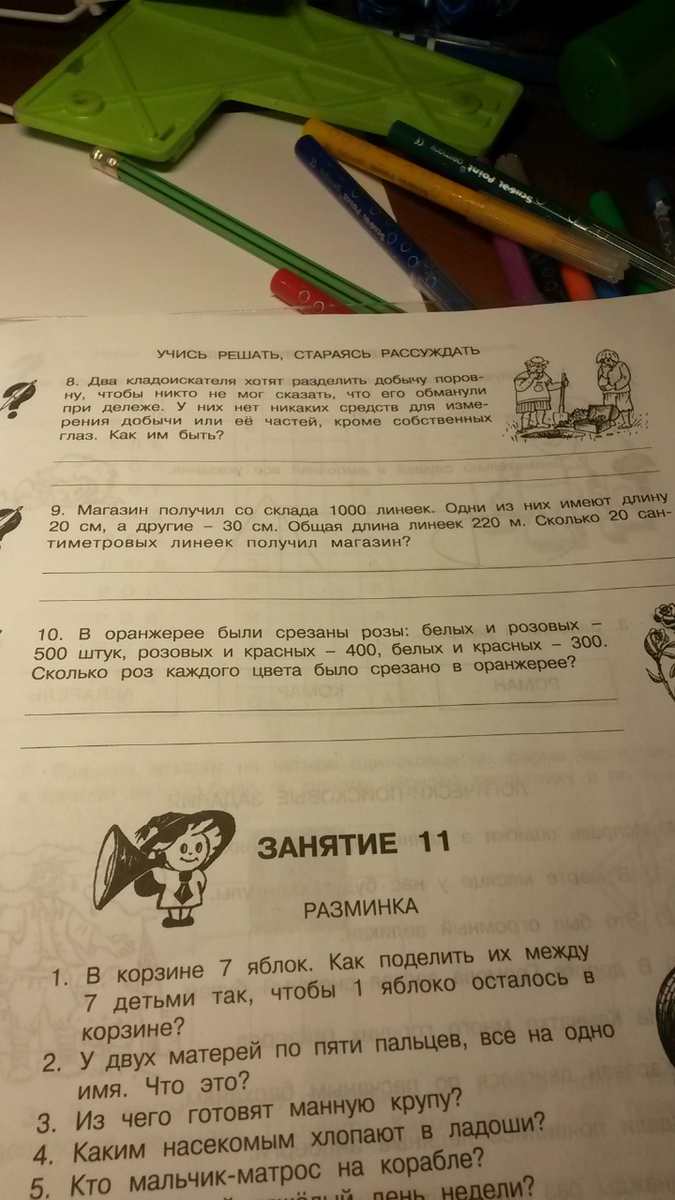 Schwan Point
УЧИСЬ РЕШАТЬ, СТАРАЯСЬ РАССУЖДАТЬ
8. Два кладоискателя хотят разделить добычу поров-
ну, чтобы никто не мог сказать, что его обманули
при дележе. У них нет никаких средств для изме-
рения добычи или её частей, кроме собственных
глаз. Как им быть?
9. Магазин получил со склада 1000 линеек. Одни из них имеют длину
20 см, а другие – 30 см. Общая длина линеек 220 м. Сколько 20 сан-
тиметровых линеек получил магазин?
10. В оранжерее были срезаны розы: белых и розовых –
500 штук, розовых и красных – 400, белых и красных – 300.
Сколько роз каждого цвета было срезано в оранжерее?
ЗАНЯТИЕ 11
РАЗМИНКА
1. В корзине 7 яблок. Как поделить их между
7 детьми так, чтобы 1 яблоко осталось в
корзине?
2. У двух матерей по пяти пальцев, все на одно
имя. Что это?
3. Из чего готовят манную крупу?
4. Каким насекомым хлопают в ладоши?
5. Кто мальчик-матрос на корабле?
день недели?